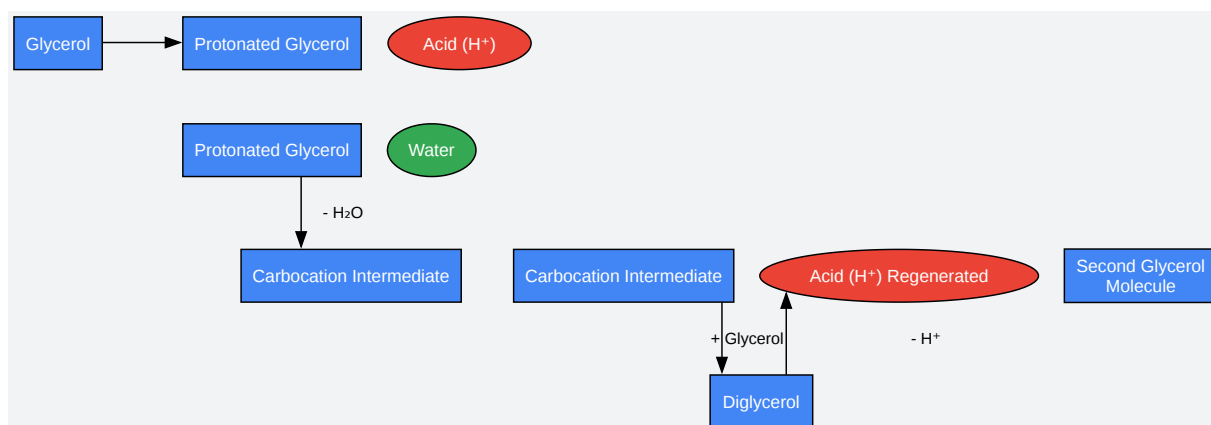 Glycerol
Protonated Glycerol
Acid (H⁺)
Protonated Glycerol
Water
- H₂O
Carbocation Intermediate
Carbocation Intermediate
Acid (H⁺) Regenerated
Second Glycerol
Molecule
+ Glycerol
- H⁺
Diglycerol